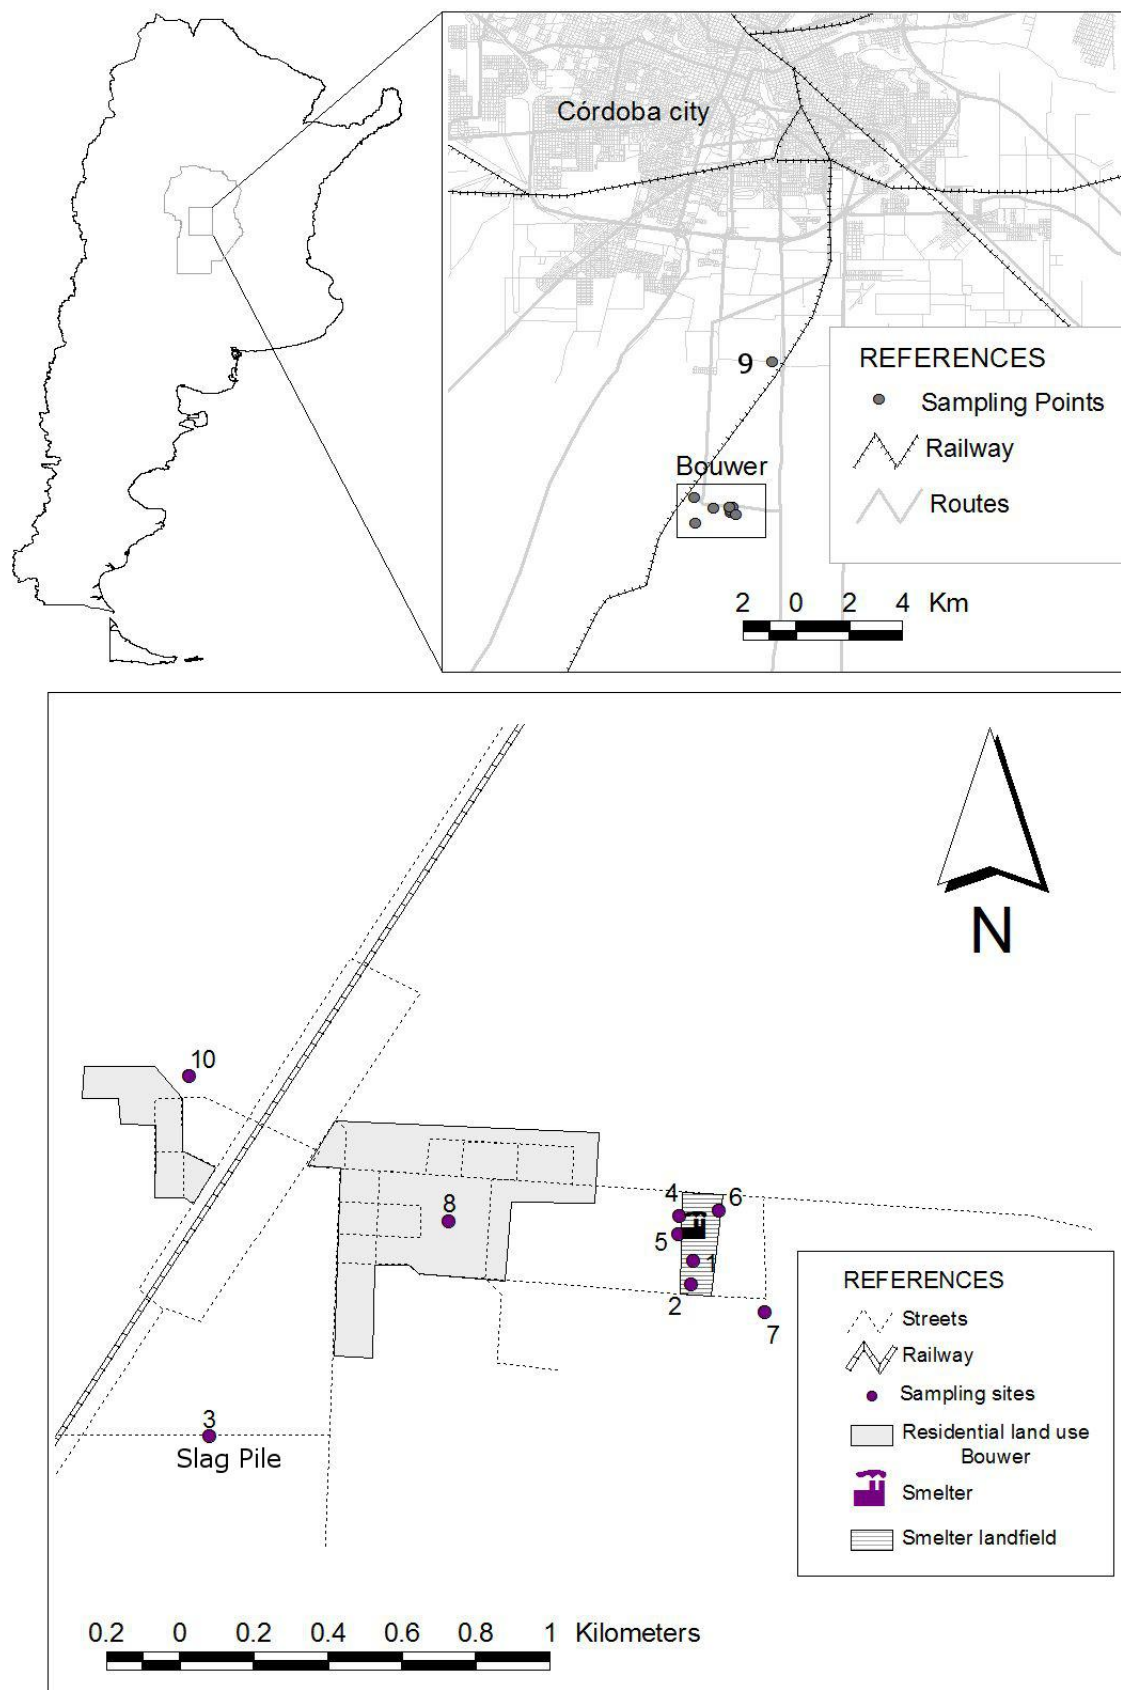 Córdoba city
9
REFERENCES
Sampling Points
Railway
Routes
Bouwer
2 0 2 4 Km
N
10
8
4
6
5
1
2
7
3
Slag Pile
REFERENCES
Streets
Railway
Sampling sites
Residential land use
Bouwer
Smelter
Smelter landfield
0.2 0 0.2 0.4 0.6 0.8 1 Kilometers